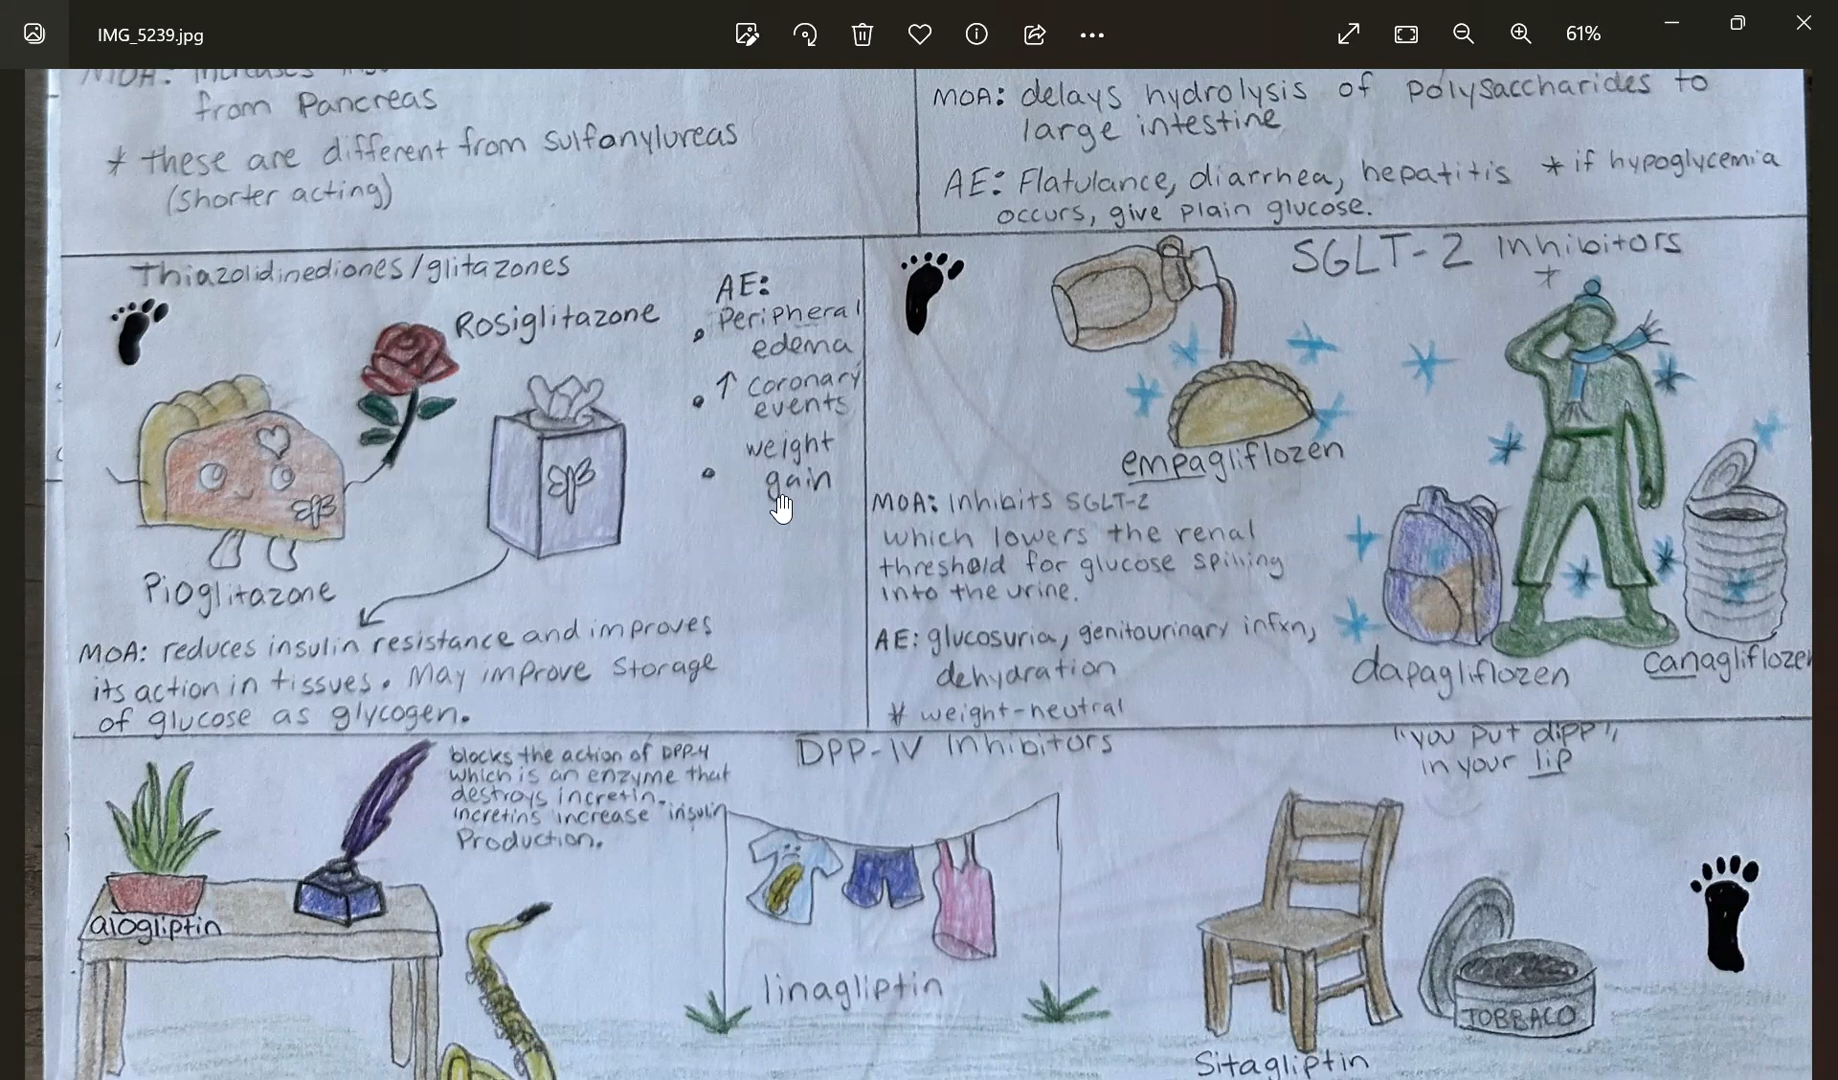 IMG_5239.jpg
61%
MOA: increases
from Pancreas
* these are different from sulfonylureas
(shorter acting)
MOA: delays hydrolysis of polysaccharides to
large intestine
AE: Flatulance, diarrhea, hepatitis * if hypoglycemia
occurs, give plain glucose.
Thiazolidinediones/glitazones
Rosiglitazone
AE:
• Peripheral
edema
• ↑ coronary
events
• weight
gain
Pioglitazone
MOA: reduces insulin resistance and improves
its action in tissues. May improve storage
of glucose as glycogen.
SGLT-2 Inhibitors
*
empagliflozen
MOA: Inhibits SGLT-2
which lowers the renal
threshold for glucose spilling
into the urine.
AE: glucosuria, genitourinary infxn,
dehydration
* weight-neutral
dapagliflozen
canagliflozen
blocks the action of DPP-4
which is an enzyme that
destroys incretin.
incretins increase insulin
Production.
DPP-IV Inhibitors
"you put dipp"
in your lip
alogliptin
linagliptin
TOBBACO
Sitagliptin